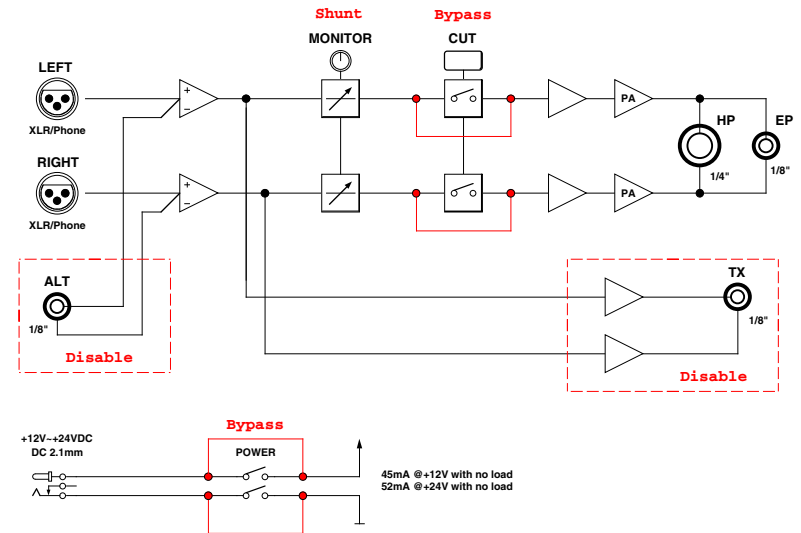 Shunt
Bypass
MONITOR
CUT
LEFT
+
−
PA
HP
EP
XLR/Phone
RIGHT
1/4"
1/8"
+
−
PA
XLR/Phone
ALT
TX
1/8"
1/8"
Disable
Disable
Bypass
+12V~+24VDC
DC 2.1mm
POWER
45mA @+12V with no load
52mA @+24V with no load